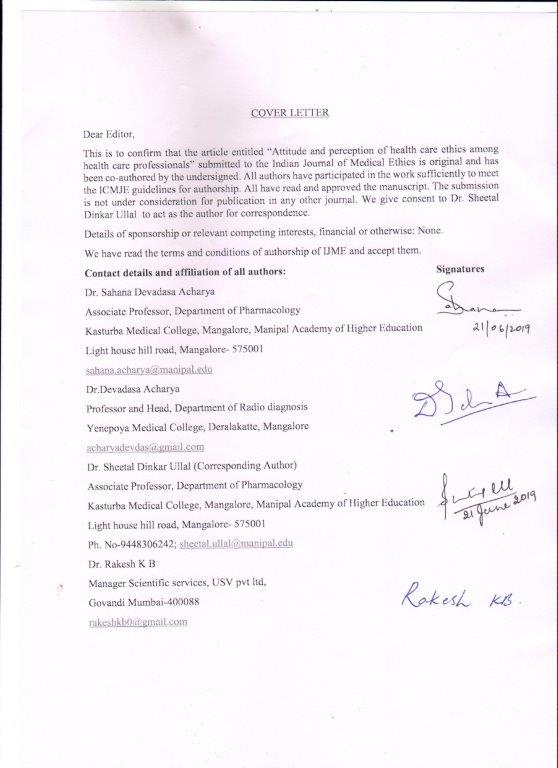 COVER LETTER
Dear Editor,
This is to confirm that the article entitled “Attitude and perception of health care ethics among
health care professionals” submitted to the Indian Journal of Medical Ethics is original and has
been co-authored by the undersigned. All authors have participated in the work sufficiently to meet
the ICMJE guidelines for authorship. All have read and approved the manuscript. The submission
is not under consideration for publication in any other journal. We give consent to Dr. Sheetal
Dinkar Ullal to act as the author for correspondence.
Details of sponsorship or relevant competing interests, financial or otherwise: None.
We have read the terms and conditions of authorship of IJME and accept them.
Contact details and affiliation of all authors: Signatures
Dr. Sahana Devadasa Acharya
Associate Professor, Department of Pharmacology
Sahana
Kasturba Medical College, Mangalore, Manipal Academy of Higher Education
21/06/2019
Light house hill road, Mangalore- 575001
sahana.acharya@manipal.edu
Dr.Devadasa Acharya
Professor and Head, Department of Radio diagnosis
Yenepoya Medical College, Deralakatte, Mangalore
acharyadevdas@gmail.com
Dr. Sheetal Dinkar Ullal (Corresponding Author)
Associate Professor, Department of Pharmacology
Kasturba Medical College, Mangalore, Manipal Academy of Higher Education
21 June 2019
Light house hill road, Mangalore- 575001
Ph. No-9448306242; sheetal.ullal@manipal.edu
Dr. Rakesh K B
Manager Scientific services, USV pvt ltd,
Govandi Mumbai-400088
Rakesh KB.
rakeshkb0@gmail.com